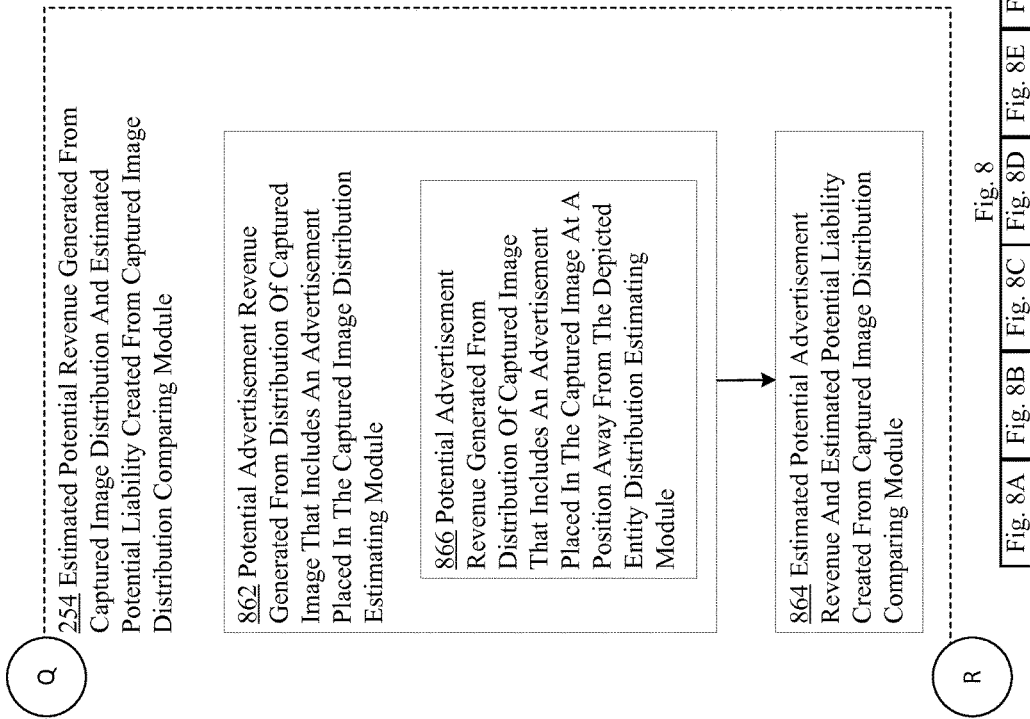 Q
254 Estimated Potential Revenue Generated From
Captured Image Distribution And Estimated
Potential Liability Created From Captured Image
Distribution Comparing Module
862 Potential Advertisement Revenue
Generated From Distribution Of Captured
Image That Includes An Advertisement
Placed In The Captured Image Distribution
Estimating Module
866 Potential Advertisement
Revenue Generated From
Distribution Of Captured Image
That Includes An Advertisement
Placed In The Captured Image At A
Position Away From The Depicted
Entity Distribution Estimating
Module
864 Estimated Potential Advertisement
Revenue And Estimated Potential Liability
Created From Captured Image Distribution
Comparing Module
R
Fig. 8
Fig. 8A Fig. 8B Fig. 8C Fig. 8D Fig. 8E